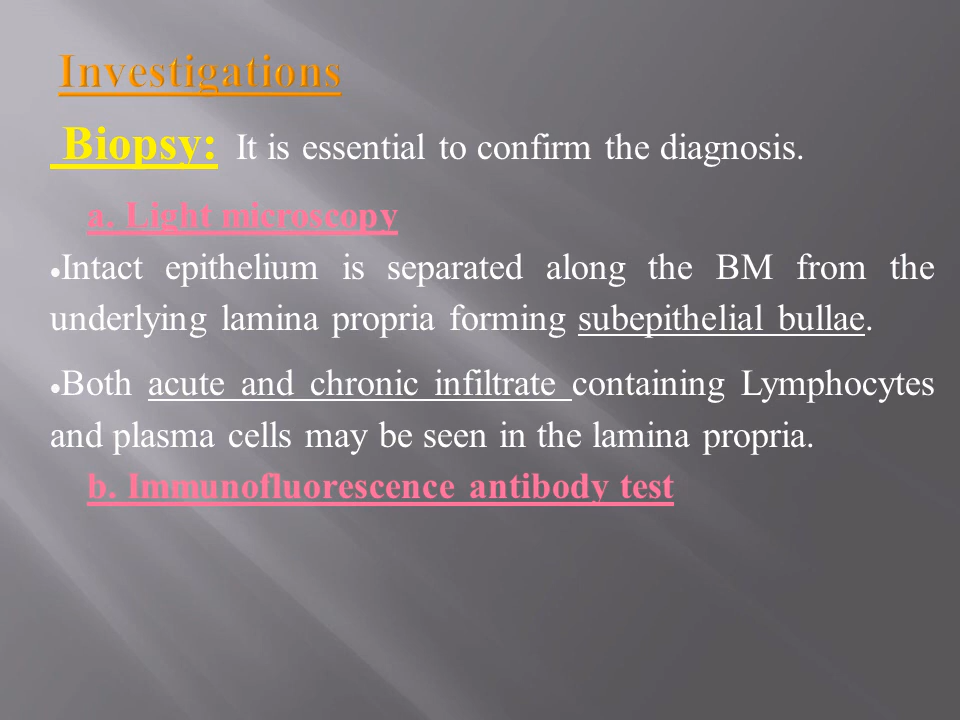 Investigations
Biopsy: It is essential to confirm the diagnosis.
a. Light microscopy
•Intact epithelium is separated along the BM from the
underlying lamina propria forming subepithelial bullae.
•Both acute and chronic infiltrate containing Lymphocytes
and plasma cells may be seen in the lamina propria.
b. Immunofluorescence antibody test